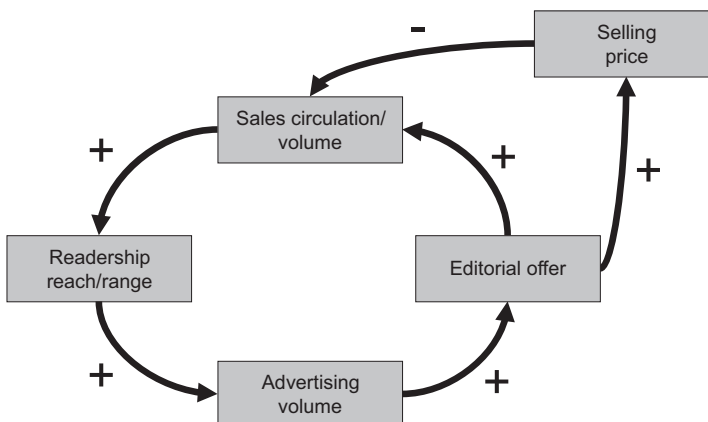 -
Selling
price
Sales circulation/
volume
+
+
+
Readership
reach/range
Editorial offer
+
+
Advertising
volume